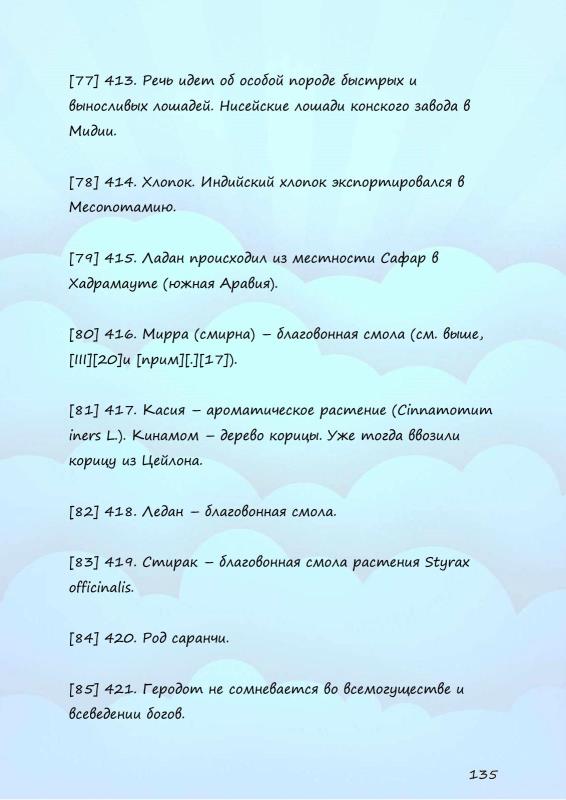 [77] 413. Речь идет об особой породе быстрых и
выносливых лошадей. Нисейские лошади конского завода в
Мидии.
[78] 414. Хлопок. Индийский хлопок экспортировался в
Месопотамию.
[79] 415. Ладан происходил из местности Сафар в
Хадрамауте (южная Аравия).
[80] 416. Мирра (смирна) – благовонная смола (см. выше,
[III][20]и [прим][.][17]).
[81] 417. Касия – ароматическое растение (Cinnatomum
iners L.). Кинамом – дерево корицы. Уже тогда ввозили
корицу из Цейлона.
[82] 418. Ледан – благовонная смола.
[83] 419. Стирак – благовонная смола растения Styrax
officinalis.
[84] 420. Род саранчи.
[85] 421. Геродот не сомневается во всемогуществе и
всеведении богов.
135